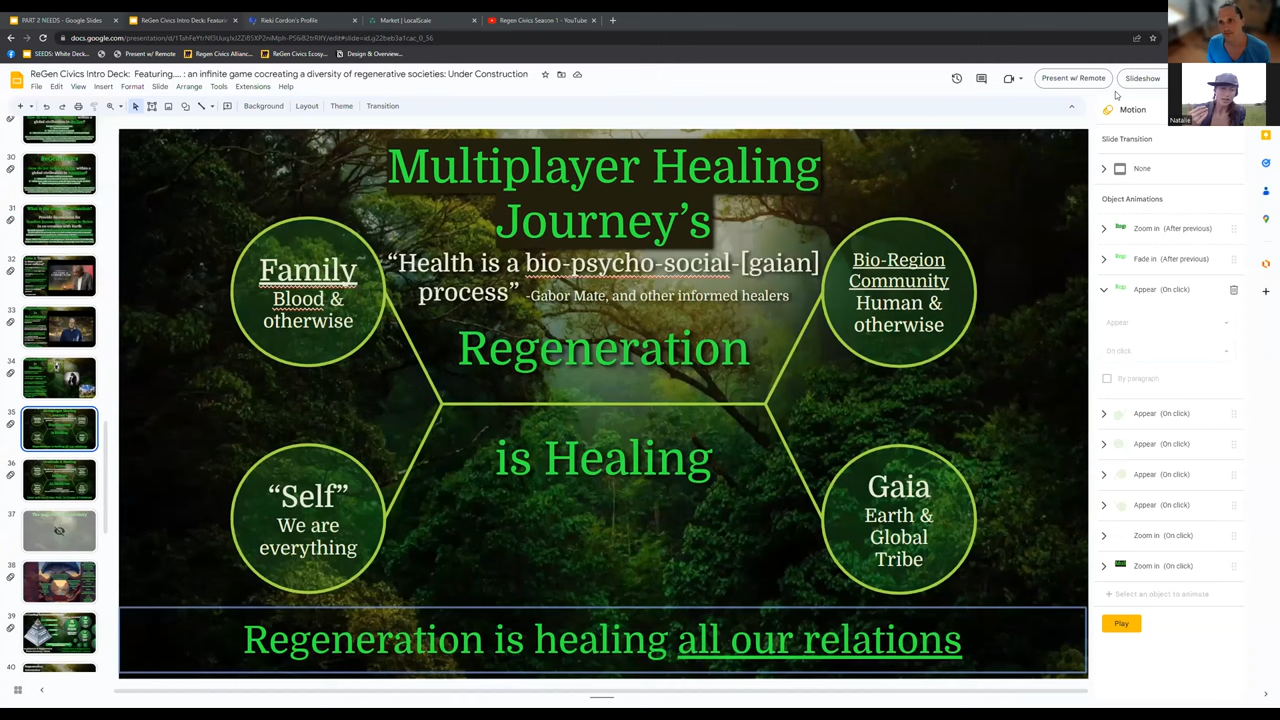 PART 2 NEEDS - Google Slides
ReGen Civics Intro Deck: Featuri
Rieki Cordon's Profile
Market | LocalScale
Regen Civics Season 1 - YouTube
SEEDS: White Deck...
Present w/ Remote
Regen Civics Allianc...
ReGen Civics Ecosy...
Design & Overview...
ReGen Civics Intro Deck: Featuring.... : an infinite game cocreating a diversity of regenerative societies: Under Construction
File Edit View Insert Format Slide Arrange Tools Extensions Help
Present w/ Remote
Slideshow
Background Layout Theme Transition
Natalie
30
31
32
33
34
35
36
37
38
39
40
Multiplayer Healing
Journey's
"Health is a bio-psycho-social-[gaian]
process" -Gabor Mate, and other informed healers
Family
Blood &
otherwise
Bio-Region
Community
Human &
otherwise
Regeneration
is Healing
"Self"
We are
everything
Gaia
Earth &
Global
Tribe
Regeneration is healing all our relations
Motion
Slide Transition
None
Object Animations
Zoom in (After previous)
Fade in (After previous)
Appear (On click)
Appear
On click
By paragraph
Appear (On click)
Appear (On click)
Appear (On click)
Appear (On click)
Zoom in (On click)
Zoom in (On click)
+ Select an object to animate
Play